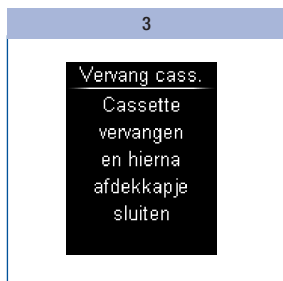 3
Vervang cass.
Cassette
vervangen
en hierna
afdekkapje
sluiten